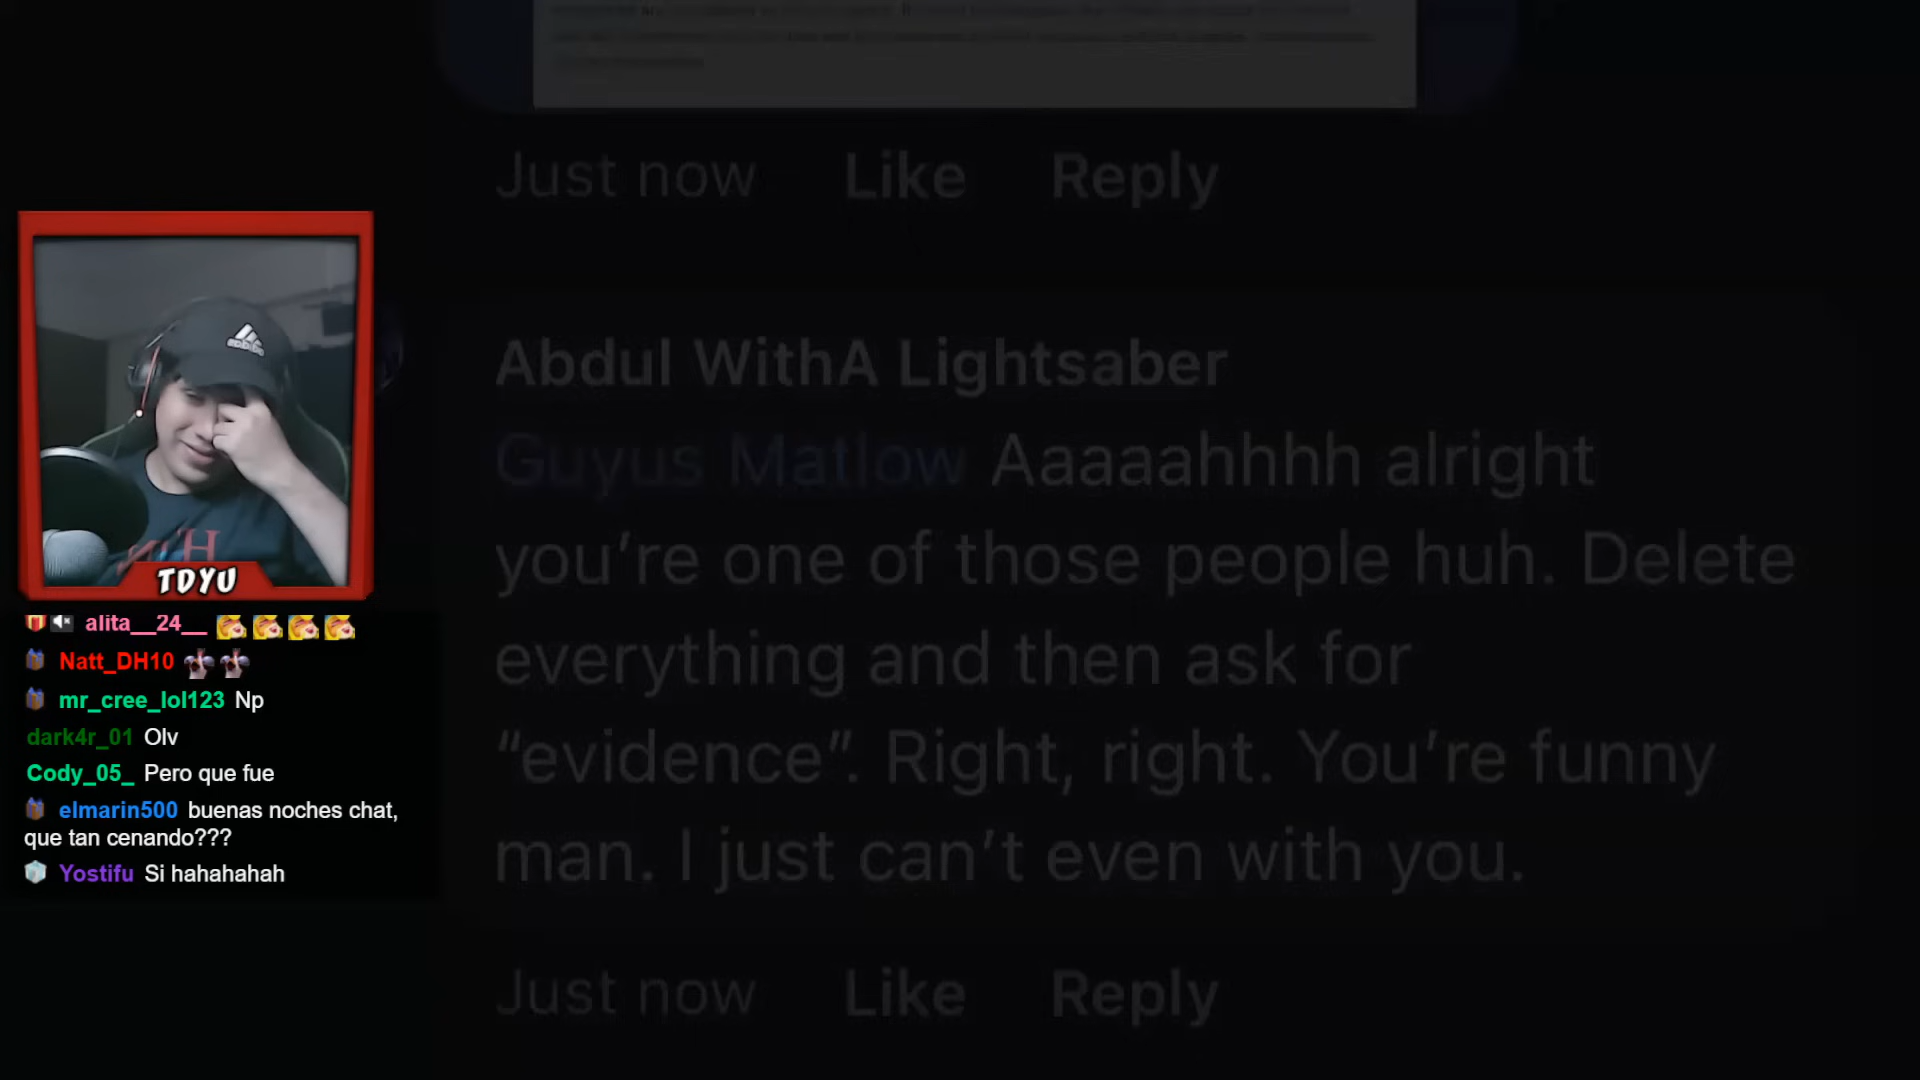 Just now Like Reply
Abdul WithA Lightsaber
Guyus Matlow Aaaaahhhh alright
you’re one of those people huh. Delete
everything and then ask for
“evidence”. Right, right. You’re funny
man. I just can’t even with you.
Just now Like Reply
TDYU
alita__24__
Natt_DH10
mr_cree_lol123 Np
dark4r_01 Olv
Cody_05_ Pero que fue
elmarin500 buenas noches chat,
que tan cenando???
Yostifu Si hahahahah